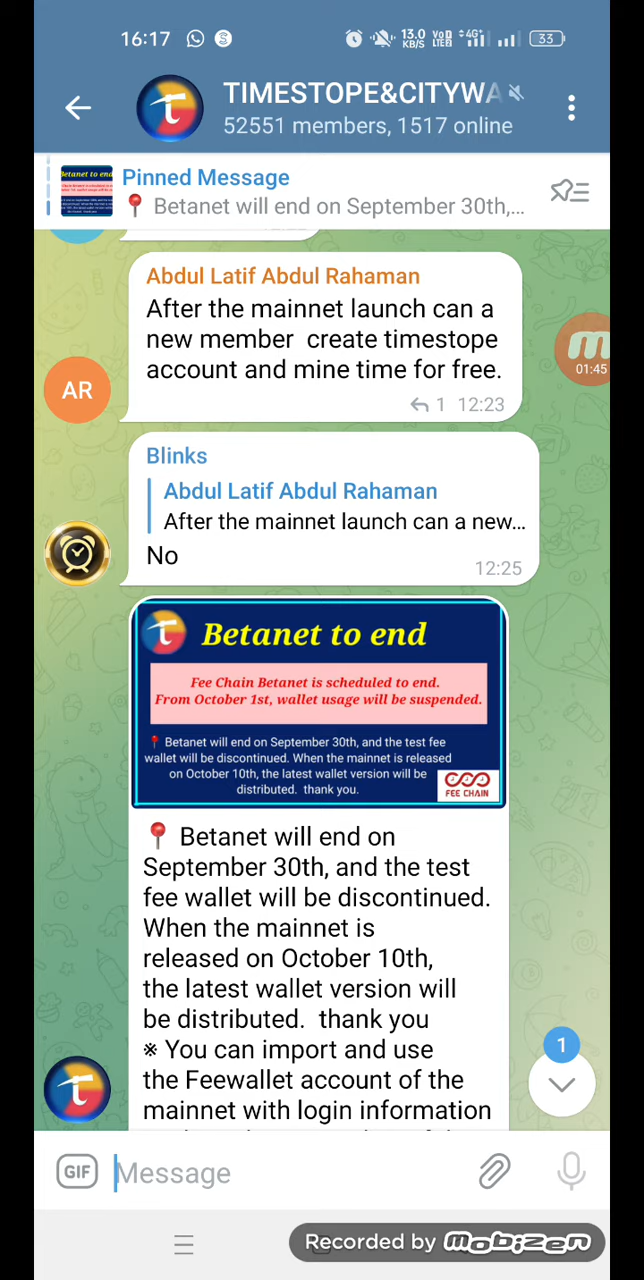 16:17
13.0 KB/S
4G+
33
TIMESTOPE&CITYWA
52551 members, 1517 online
Pinned Message
📍 Betanet will end on September 30th,...
Abdul Latif Abdul Rahaman
After the mainnet launch can a
new member create timestope
account and mine time for free.
1 12:23
AR
01:45
Blinks
Abdul Latif Abdul Rahaman
After the mainnet launch can a new...
No
12:25
Betanet to end
Fee Chain Betanet is scheduled to end.
From October 1st, wallet usage will be suspended.
📍 Betanet will end on September 30th, and the test fee
wallet will be discontinued. When the mainnet is released
on October 10th, the latest wallet version will be
distributed. thank you.
FEE CHAIN
📍 Betanet will end on
September 30th, and the test
fee wallet will be discontinued.
When the mainnet is
released on October 10th,
the latest wallet version will
be distributed. thank you
※ You can import and use
the Feewallet account of the
mainnet with login information
1
GIF
Message
Recorded by mobizen